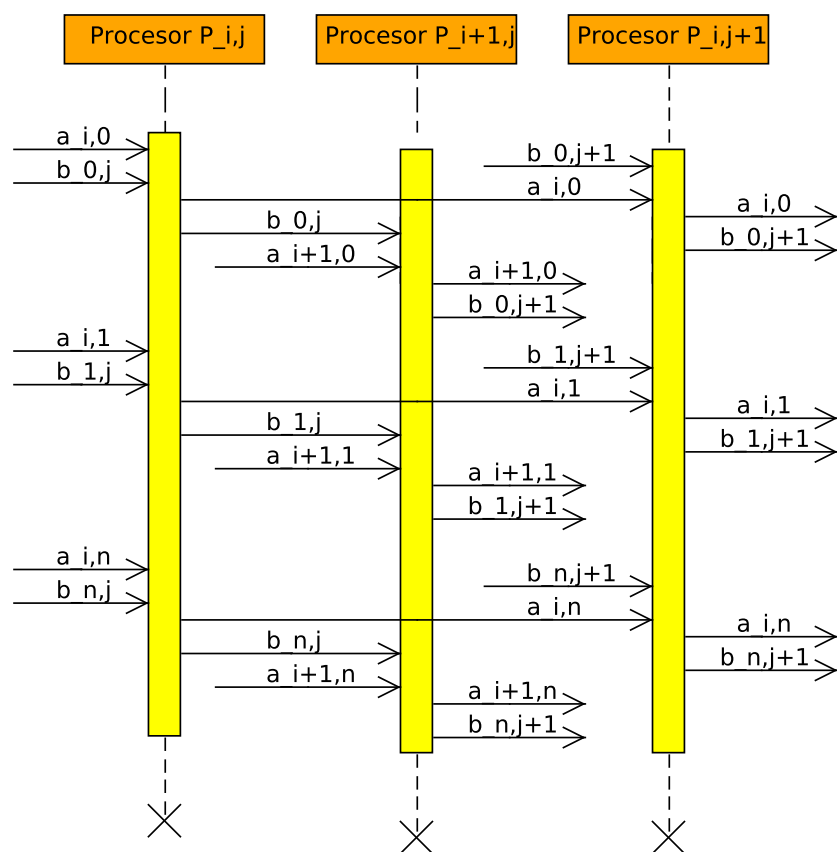 Procesor P_i,j
Procesor P_i+1,j
Procesor P_i,j+1
a_i,0
b_0,j+1
b_0,j
a_i,0
a_i,0
b_0,j
b_0,j+1
a_i+1,0
a_i+1,0
b_0,j+1
a_i,1
b_1,j+1
b_1,j
a_i,1
a_i,1
b_1,j
b_1,j+1
a_i+1,1
a_i+1,1
b_1,j+1
a_i,n
b_n,j+1
b_n,j
a_i,n
a_i,n
b_n,j
b_n,j+1
a_i+1,n
a_i+1,n
b_n,j+1